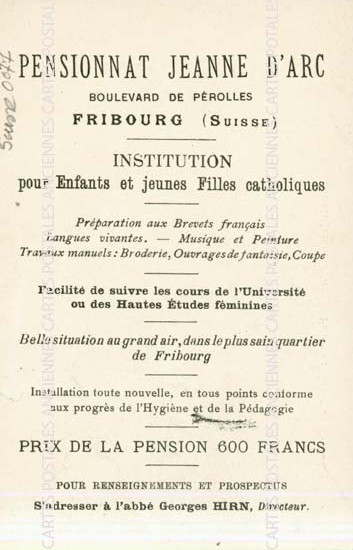 PENSIONNAT JEANNE D'ARC
BOULEVARD DE PÉROLLES
FRIBOURG (SUISSE)
INSTITUTION
pour Enfants et jeunes Filles catholiques
Préparation aux Brevets français
Langues vivantes. — Musique et Peinture
Travaux manuels : Broderie, Ouvrages de fantaisie, Coupe
Facilité de suivre les cours de l'Université
ou des Hautes Études féminines
Belle situation au grand air, dans le plus sain quartier
de Fribourg
Installation toute nouvelle, en tous points conforme
aux progrès de l'Hygiène et de la Pédagogie
PRIX DE LA PENSION 600 FRANCS
POUR RENSEIGNEMENTS ET PROSPECTUS
S'adresser à l'abbé Georges HIRN, Directeur.
CARTES POSTALES ANCIENNES